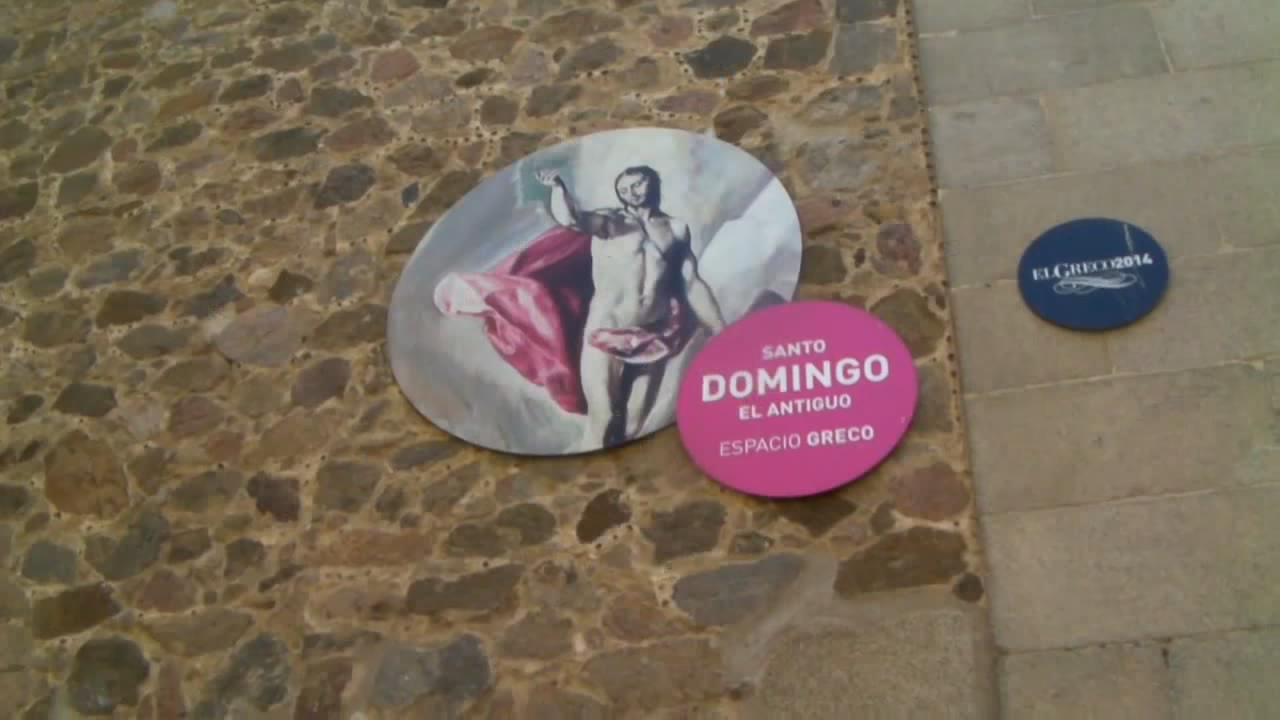 SANTO
DOMINGO
EL ANTIGUO
ESPACIO GRECO
ELGRECO2014